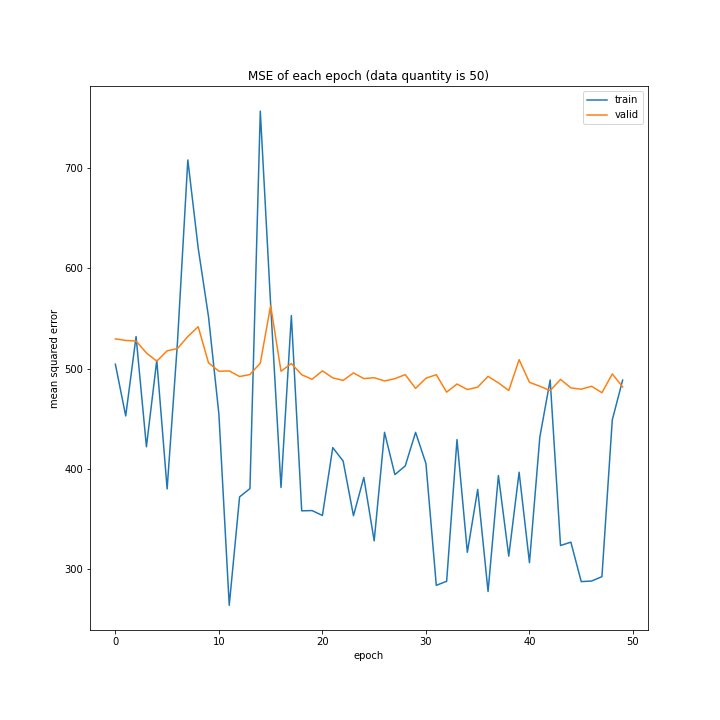 MSE of each epoch (data quantity is 50)
train
valid
700
600
500
400
300
mean squared error
0
10
20
30
40
50
epoch